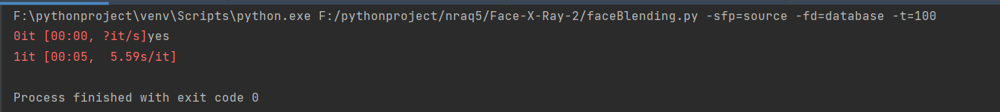 F:\pythonproject\venv\Scripts\python.exe F:/pythonproject/nraq5/Face-X-Ray-2/faceBlending.py -sfp=source -fd=database -t=100
0it [00:00, ?it/s]yes
1it [00:05,  5.59s/it]
Process finished with exit code 0